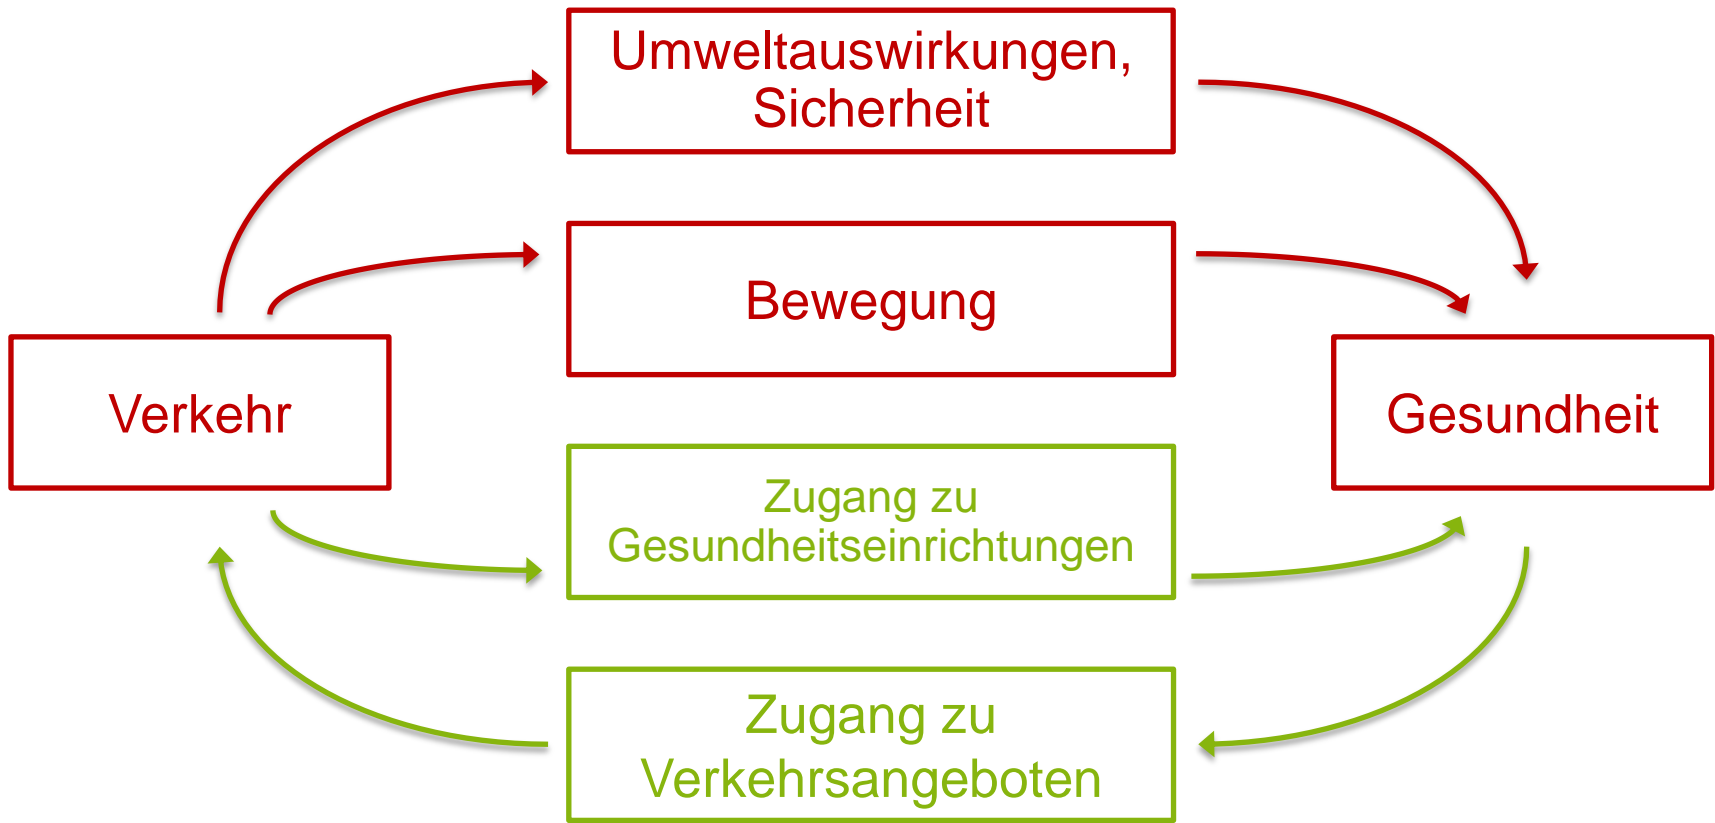 Umweltauswirkungen,
Sicherheit
Bewegung
Verkehr
Gesundheit
Zugang zu
Gesundheitseinrichtungen
Zugang zu
Verkehrsangeboten